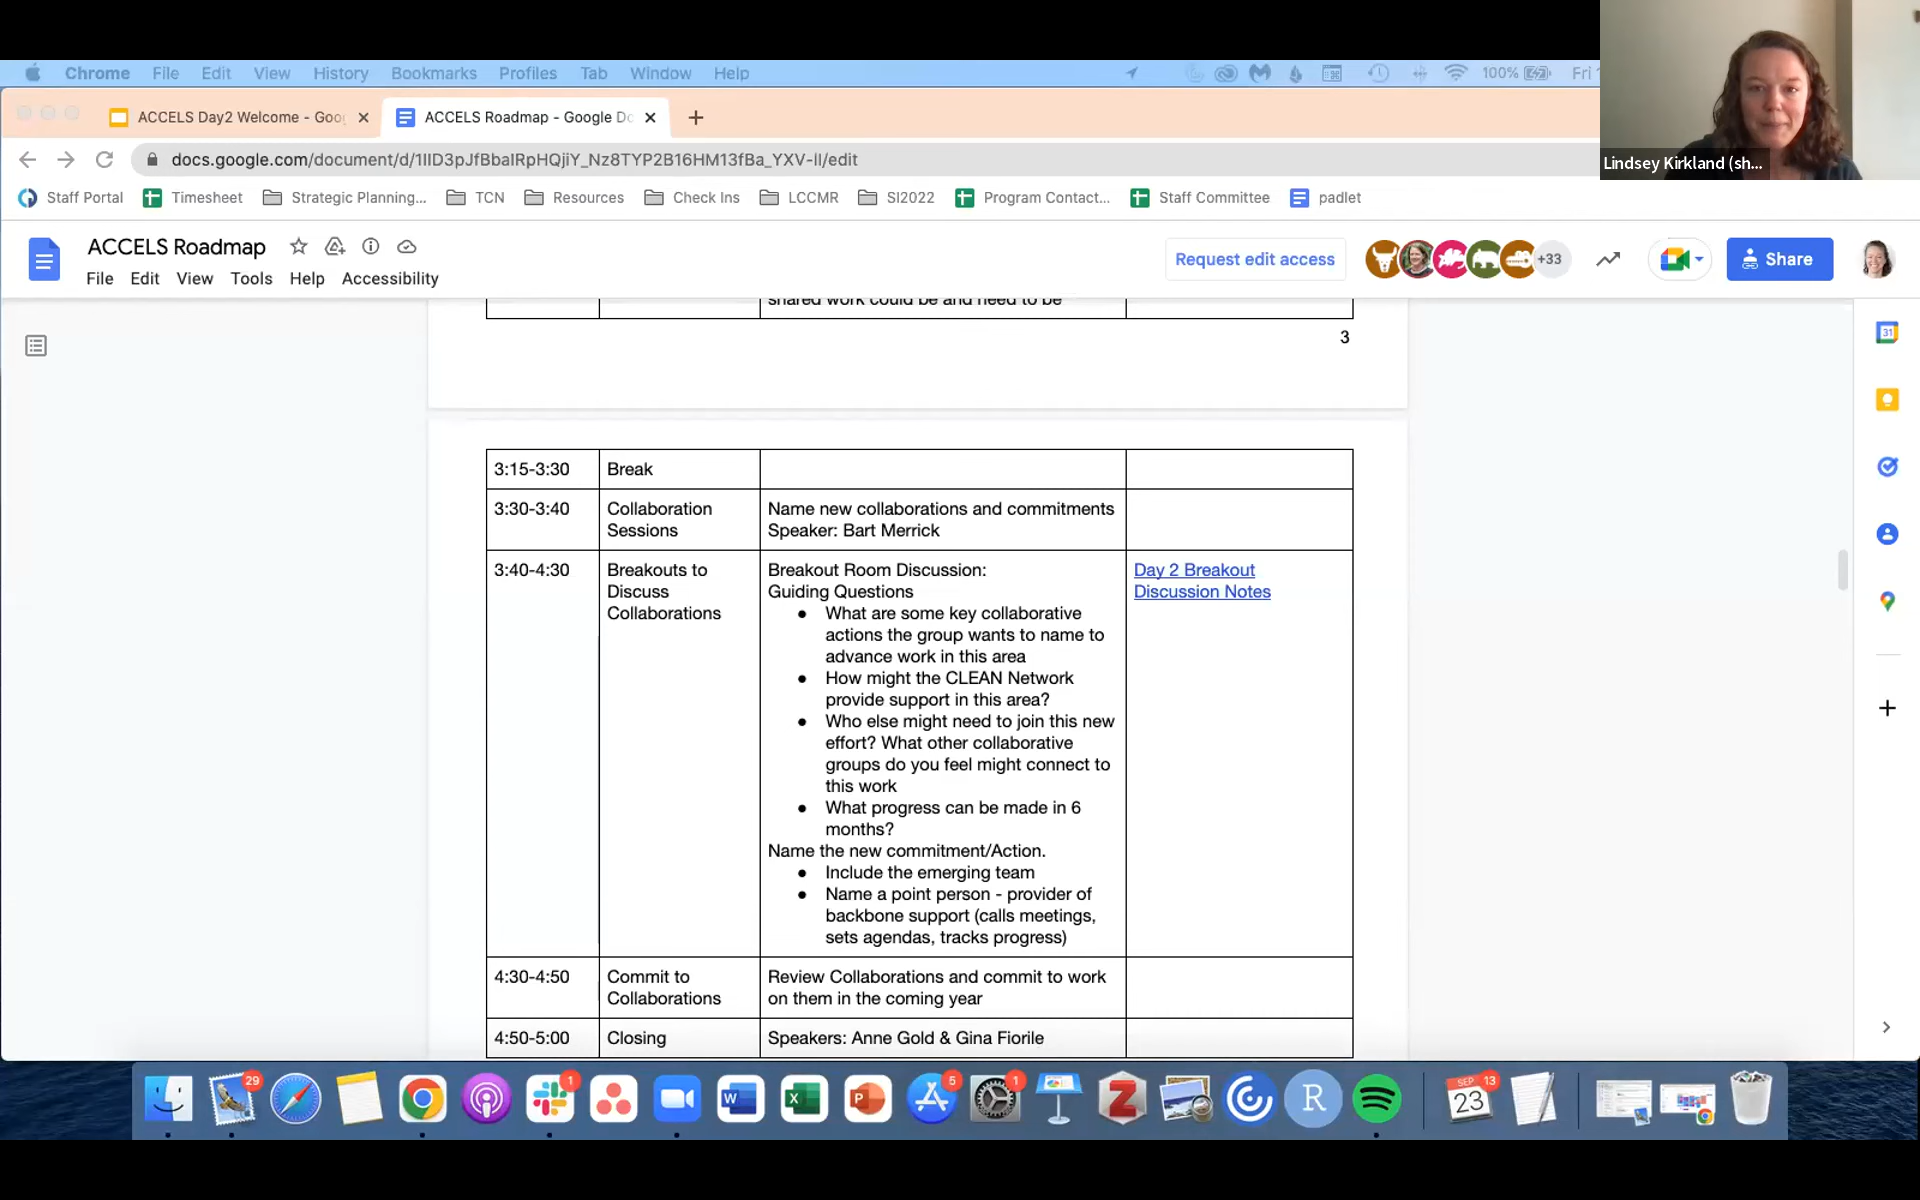 Chrome File Edit View History Bookmarks Profiles Tab Window Help 100% Fri
ACCELS Day2 Welcome - Goo
ACCELS Roadmap - Google Do
Lindsey Kirkland (sh...
Staff Portal Timesheet Strategic Planning... TCN Resources Check Ins LCCMR SI2022 Program Contact... Staff Committee padlet
ACCELS Roadmap
Request edit access
+33
Share
File Edit View Tools Help Accessibility
31
shared work could be and need to be
3
3:15-3:30 Break
3:30-3:40 Collaboration Sessions
Name new collaborations and commitments
Speaker: Bart Merrick
3:40-4:30
Breakouts to
Discuss
Collaborations
Breakout Room Discussion:
Guiding Questions
● What are some key collaborative
actions the group wants to name to
advance work in this area
● How might the CLEAN Network
provide support in this area?
● Who else might need to join this new
effort? What other collaborative
groups do you feel might connect to
this work
● What progress can be made in 6
months?
Name the new commitment/Action.
● Include the emerging team
● Name a point person - provider of
backbone support (calls meetings,
sets agendas, tracks progress)
Day 2 Breakout
Discussion Notes
4:30-4:50
Commit to
Collaborations
Review Collaborations and commit to work
on them in the coming year
4:50-5:00 Closing Speakers: Anne Gold & Gina Fiorile
29
1
W
X
P
5
1
Z
R
SEP
23
13